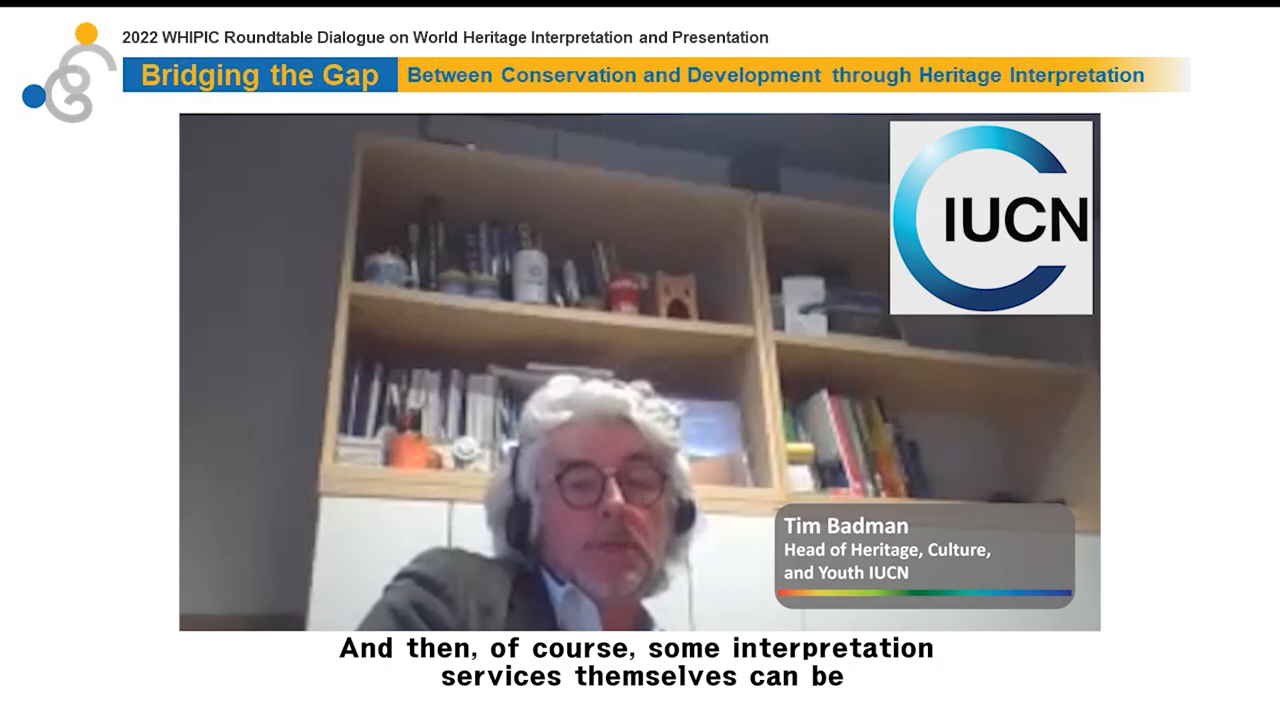 2022 WHIPIC Roundtable Dialogue on World Heritage Interpretation and Presentation
Bridging the Gap Between Conservation and Development through Heritage Interpretation
IUCN
Tim Badman
Head of Heritage, Culture,
and Youth IUCN
And then, of course, some interpretation
services themselves can be